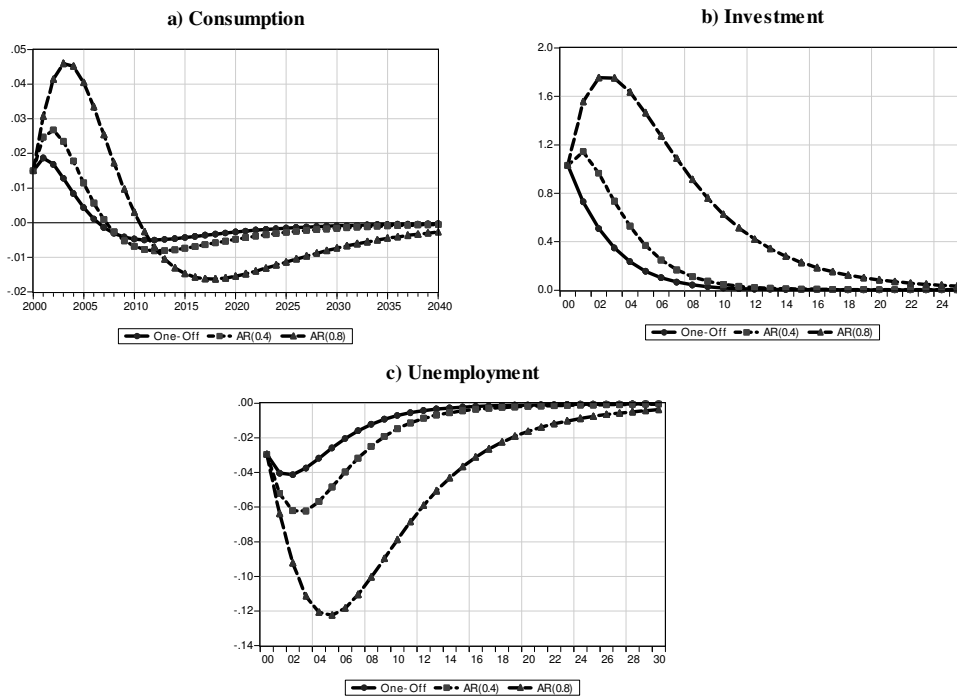 a) Consumption
.05
.04
.03
.02
.01
.00
-.01
-.02
2000 2005 2010 2015 2020 2025 2030 2035 2040
One-Off AR(0.4) AR(0.8)
b) Investment
2.0
1.6
1.2
0.8
0.4
0.0
00 02 04 06 08 10 12 14 16 18 20 22 24
One-Off AR(0.4) AR(0.8)
c) Unemployment
.00
-.02
-.04
-.06
-.08
-.10
-.12
-.14
00 02 04 06 08 10 12 14 16 18 20 22 24 26 28 30
One-Off AR(0.4) AR(0.8)